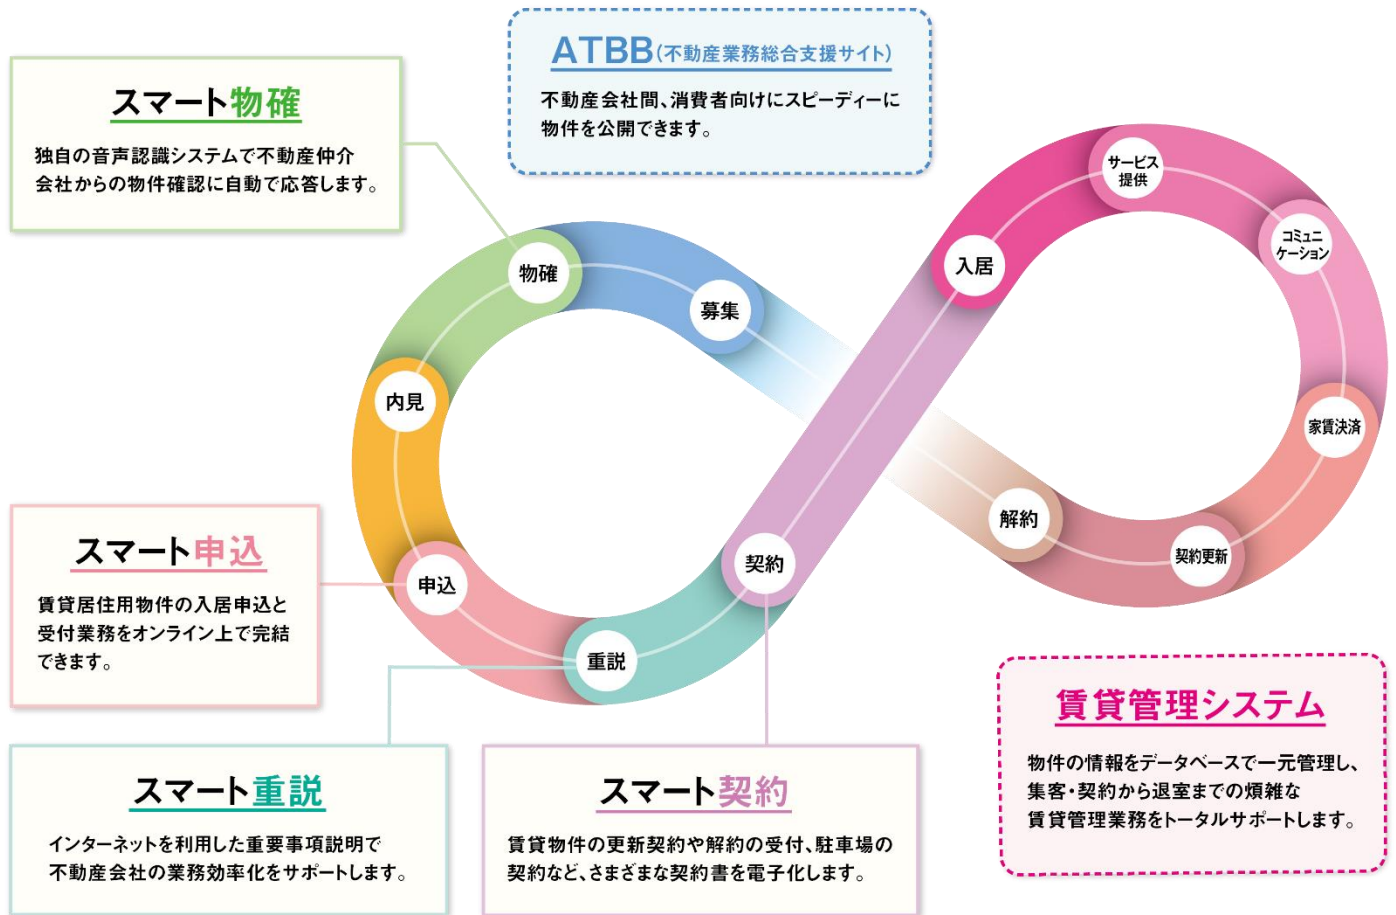 ATBB(不動産業務総合支援サイト)
不動産会社間、消費者向けにスピーディーに
物件を公開できます。
スマート物確
独自の音声認識システムで不動産仲介
会社からの物件確認に自動で応答します。
物確
募集
内見
申込
重説
契約
入居
サービス
提供
コミュニ
ケーション
家賃決済
契約更新
解約
スマート申込
賃貸居住用物件の入居申込と
受付業務をオンライン上で完結
できます。
スマート重説
インターネットを利用した重要事項説明で
不動産会社の業務効率化をサポートします。
スマート契約
賃貸物件の更新契約や解約の受付、駐車場の
契約など、さまざまな契約書を電子化します。
賃貸管理システム
物件の情報をデータベースで一元管理し、
集客・契約から退室までの煩雑な
賃貸管理業務をトータルサポートします。